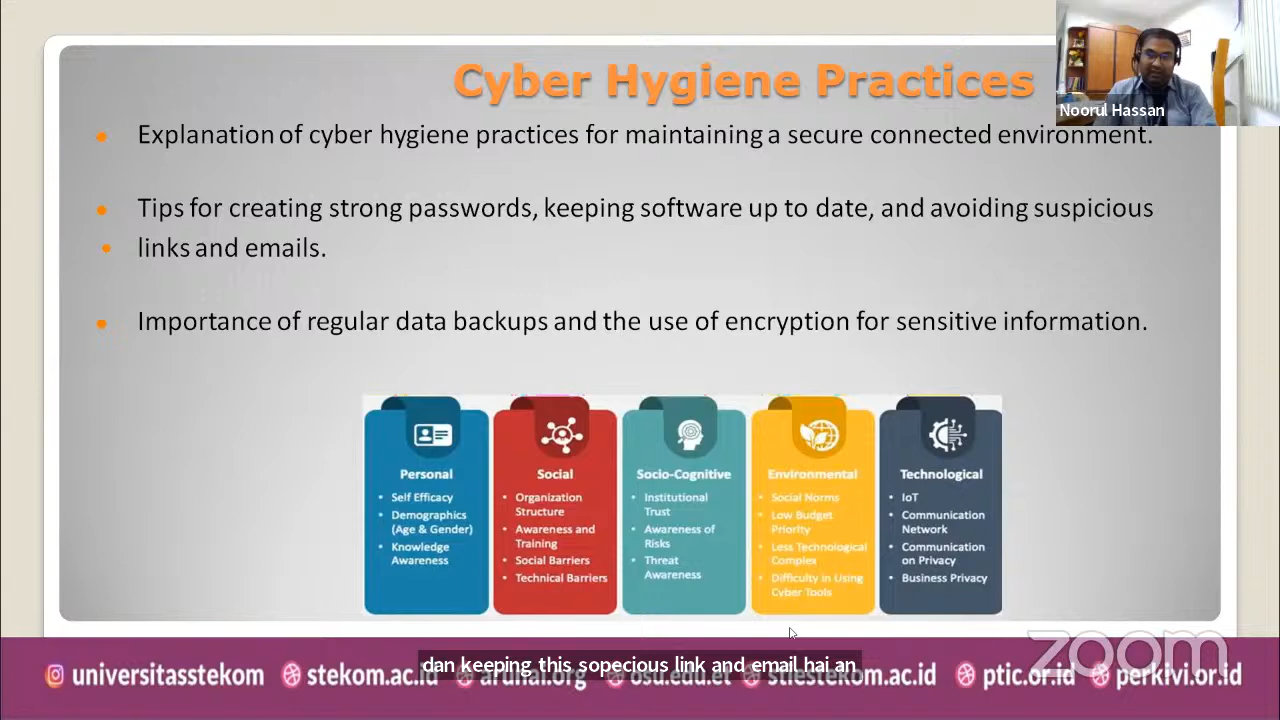 Cyber Hygiene Practices
Noorul Hassan
Explanation of cyber hygiene practices for maintaining a secure connected environment.
Tips for creating strong passwords, keeping software up to date, and avoiding suspicious
links and emails.
Importance of regular data backups and the use of encryption for sensitive information.
Personal
Self Efficacy
Demographics
(Age & Gender)
Knowledge
Awareness
Social
Organization
Structure
Awareness and
Training
Social Barriers
Technical Barriers
Socio-Cognitive
Institutional
Trust
Awareness of
Risks
Threat
Awareness
Environmental
Social Norms
Low Budget
Priority
Less Technological
Complex
Difficulty in Using
Cyber Tools
Technological
IoT
Communication
Network
Communication
on Privacy
Business Privacy
zoom
dan keeping this sopecious link and email hai an
universitasstekom stekom.ac.id aruhai.org osu.edu.et stiestekom.ac.id ptic.or.id perkivi.or.id